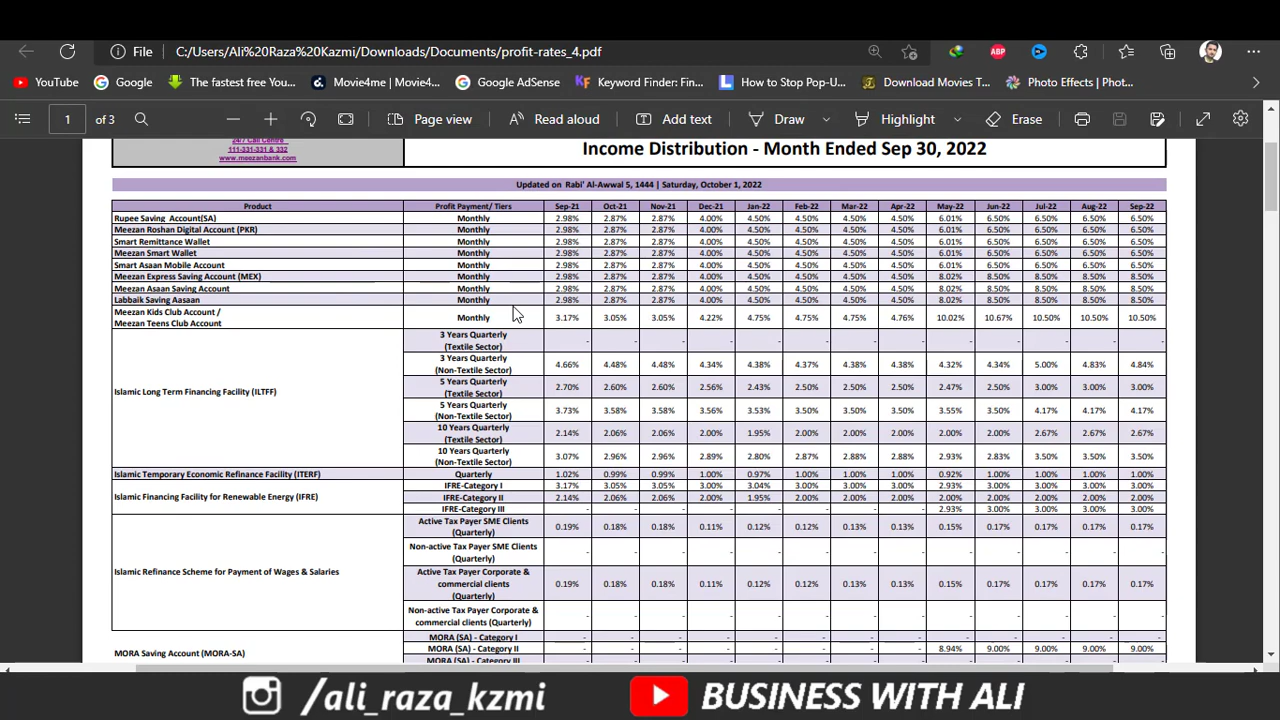 File C:/Users/Ali%20Raza%20Kazmi/Downloads/Documents/profit-rates_4.pdf ABP
YouTube Google The fastest free You... Movie4me | Movie4... Google AdSense Keyword Finder: Fin... How to Stop Pop-U... Download Movies T... Photo Effects | Phot...
1 of 3 Page view Read aloud Add text Draw Highlight Erase
24/7 Call Centre
111-331-331 & 332
www.meezanbank.com
Income Distribution - Month Ended Sep 30, 2022
Updated on Rabi' Al-Awwal 5, 1444 | Saturday, October 1, 2022
Product Profit Payment/ Tiers Sep-21 Oct-21 Nov-21 Dec-21 Jan-22 Feb-22 Mar-22 Apr-22 May-22 Jun-22 Jul-22 Aug-22 Sep-22
Rupee Saving Account(SA) Monthly 2.98% 2.87% 2.87% 4.00% 4.50% 4.50% 4.50% 4.50% 6.01% 6.50% 6.50% 6.50% 6.50%
Meezan Roshan Digital Account (PKR) Monthly 2.98% 2.87% 2.87% 4.00% 4.50% 4.50% 4.50% 4.50% 6.01% 6.50% 6.50% 6.50% 6.50%
Smart Remittance Wallet Monthly 2.98% 2.87% 2.87% 4.00% 4.50% 4.50% 4.50% 4.50% 6.01% 6.50% 6.50% 6.50% 6.50%
Meezan Smart Wallet Monthly 2.98% 2.87% 2.87% 4.00% 4.50% 4.50% 4.50% 4.50% 6.01% 6.50% 6.50% 6.50% 6.50%
Smart Asaan Mobile Account Monthly 2.98% 2.87% 2.87% 4.00% 4.50% 4.50% 4.50% 4.50% 6.01% 6.50% 6.50% 6.50% 6.50%
Meezan Express Saving Account (MEX) Monthly 2.98% 2.87% 2.87% 4.00% 4.50% 4.50% 4.50% 4.50% 8.02% 8.50% 8.50% 8.50% 8.50%
Meezan Asaan Saving Account Monthly 2.98% 2.87% 2.87% 4.00% 4.50% 4.50% 4.50% 4.50% 8.02% 8.50% 8.50% 8.50% 8.50%
Labbaik Saving Aasaan Monthly 2.98% 2.87% 2.87% 4.00% 4.50% 4.50% 4.50% 4.50% 8.02% 8.50% 8.50% 8.50% 8.50%
Meezan Kids Club Account /
Meezan Teens Club Account Monthly 3.17% 3.05% 3.05% 4.22% 4.75% 4.75% 4.75% 4.76% 10.02% 10.67% 10.50% 10.50% 10.50%
Islamic Long Term Financing Facility (ILTFF)
3 Years Quarterly
(Textile Sector) - - - - - - - - - - - - -
3 Years Quarterly
(Non-Textile Sector) 4.66% 4.48% 4.48% 4.34% 4.38% 4.37% 4.38% 4.38% 4.32% 4.34% 5.00% 4.83% 4.84%
5 Years Quarterly
(Textile Sector) 2.70% 2.60% 2.60% 2.56% 2.43% 2.50% 2.50% 2.50% 2.47% 2.50% 3.00% 3.00% 3.00%
5 Years Quarterly
(Non-Textile Sector) 3.73% 3.58% 3.58% 3.56% 3.53% 3.50% 3.50% 3.50% 3.55% 3.50% 4.17% 4.17% 4.17%
10 Years Quarterly
(Textile Sector) 2.14% 2.06% 2.06% 2.00% 1.95% 2.00% 2.00% 2.00% 2.00% 2.00% 2.67% 2.67% 2.67%
10 Years Quarterly
(Non-Textile Sector) 3.07% 2.96% 2.96% 2.89% 2.80% 2.87% 2.88% 2.88% 2.93% 2.83% 3.50% 3.50% 3.50%
Islamic Temporary Economic Refinance Facility (ITERF) Quarterly 1.02% 0.99% 0.99% 1.00% 0.97% 1.00% 1.00% 1.00% 0.92% 1.00% 1.00% 1.00% 1.00%
Islamic Financing Facility for Renewable Energy (IFRE)
IFRE-Category I 3.17% 3.05% 3.05% 3.00% 3.04% 3.00% 3.00% 3.00% 2.93% 3.00% 3.00% 3.00% 3.00%
IFRE-Category II 2.14% 2.06% 2.06% 2.00% 1.95% 2.00% 2.00% 2.00% 2.00% 2.00% 2.00% 2.00% 2.00%
IFRE-Category III - - - - - - - - 2.93% 3.00% 3.00% 3.00% 3.00%
Islamic Refinance Scheme for Payment of Wages & Salaries
Active Tax Payer SME Clients
(Quarterly) 0.19% 0.18% 0.18% 0.11% 0.12% 0.12% 0.13% 0.13% 0.15% 0.17% 0.17% 0.17% 0.17%
Non-active Tax Payer SME Clients
(Quarterly) - - - - - - - - - - - - -
Active Tax Payer Corporate &
commercial clients
(Quarterly) 0.19% 0.18% 0.18% 0.11% 0.12% 0.12% 0.13% 0.13% 0.15% 0.17% 0.17% 0.17% 0.17%
Non-active Tax Payer Corporate &
commercial clients (Quarterly) - - - - - - - - - - - - -
MORA Saving Account (MORA-SA)
MORA (SA) - Category I - - - - - - - - - - - - -
MORA (SA) - Category II - - - - - - - - 8.94% 9.00% 9.00% 9.00% 9.00%
MORA (SA) - Category III
/ali_raza_kzmi BUSINESS WITH ALI